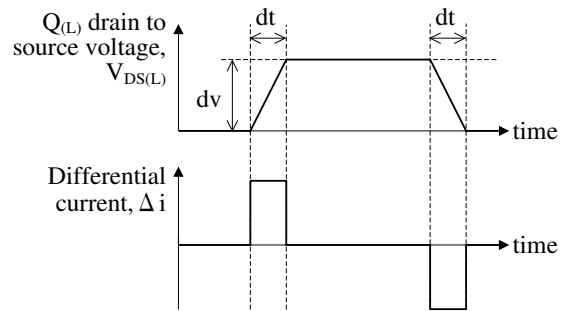 Q(L) drain to
source voltage,
VDS(L)
dt
dt
dv
time
Differential
current, Δ i
time